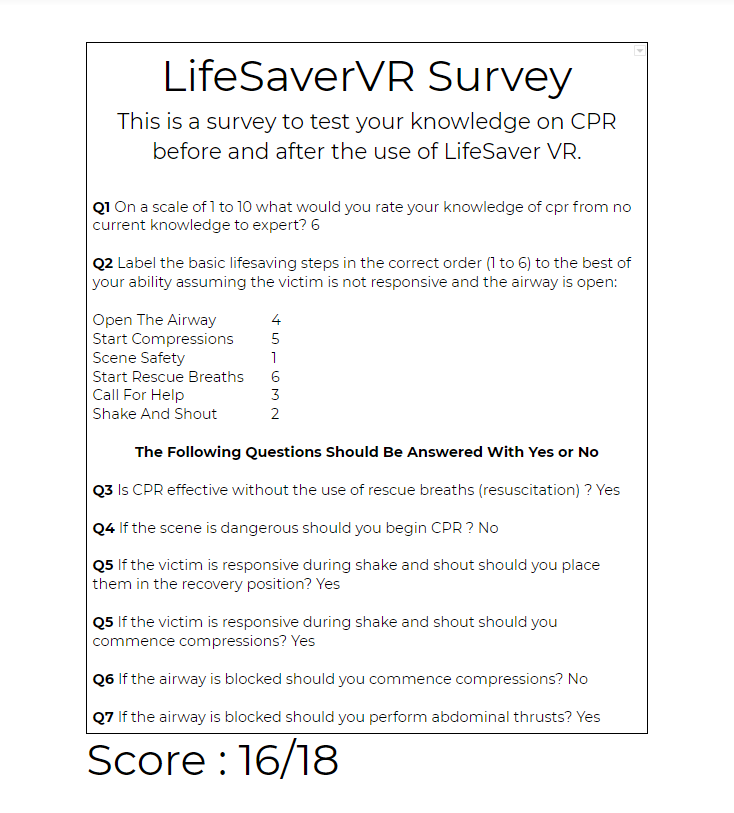 LifeSaverVR Survey
This is a survey to test your knowledge on CPR
before and after the use of LifeSaver VR.
Q1 On a scale of 1 to 10 what would you rate your knowledge of cpr from no
current knowledge to expert? 6
Q2 Label the basic lifesaving steps in the correct order (1 to 6) to the best of
your ability assuming the victim is not responsive and the airway is open:
Open The Airway 4
Start Compressions 5
Scene Safety 1
Start Rescue Breaths 6
Call For Help 3
Shake And Shout 2
The Following Questions Should Be Answered With Yes or No
Q3 Is CPR effective without the use of rescue breaths (resuscitation) ? Yes
Q4 If the scene is dangerous should you begin CPR ? No
Q5 If the victim is responsive during shake and shout should you place
them in the recovery position? Yes
Q5 If the victim is responsive during shake and shout should you
commence compressions? Yes
Q6 If the airway is blocked should you commence compressions? No
Q7 If the airway is blocked should you perform abdominal thrusts? Yes
Score : 16/18